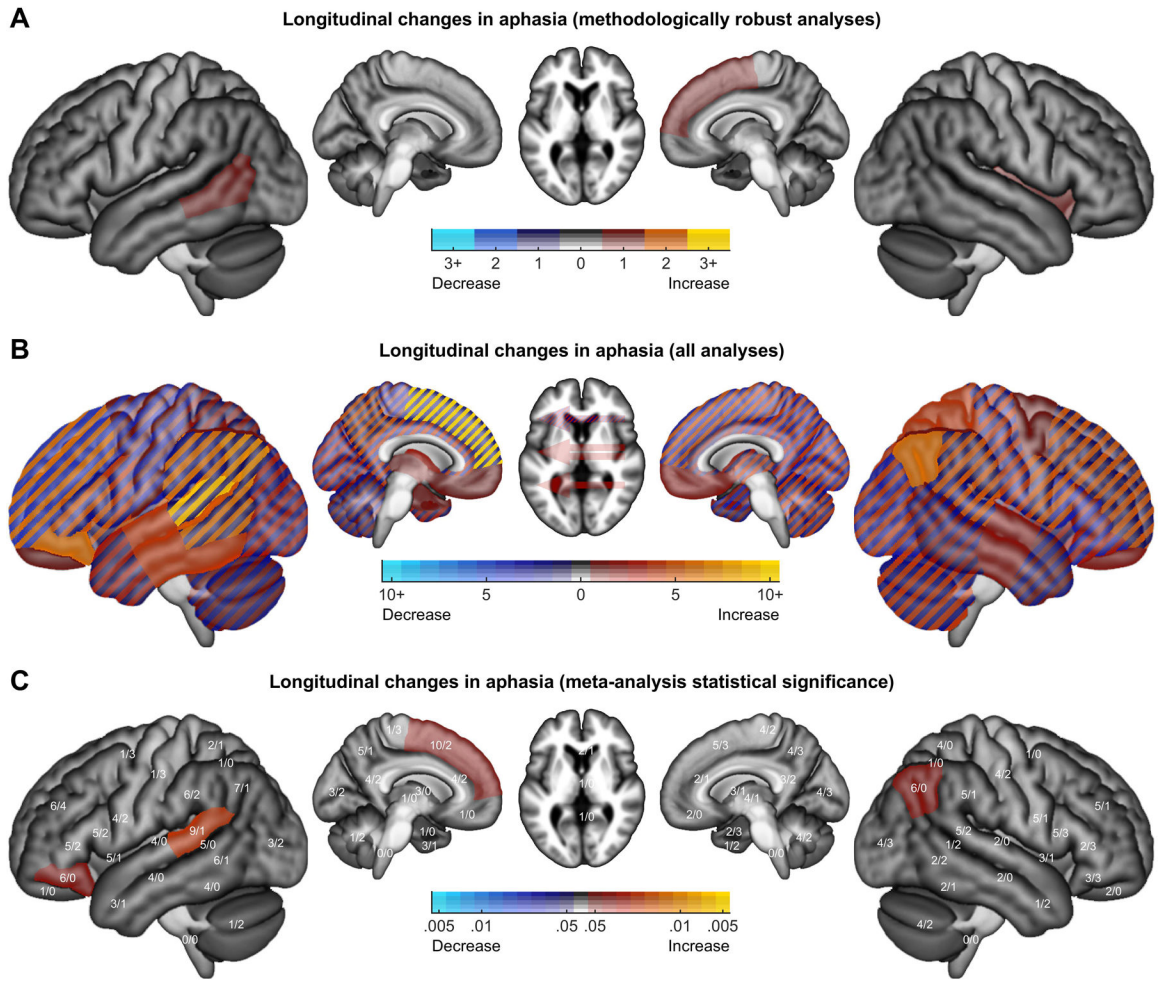 A
Longitudinal changes in aphasia (methodologically robust analyses)
3+ 2 1 0 1 2 3+
Decrease Increase
B
Longitudinal changes in aphasia (all analyses)
10+ 5 0 5 10+
Decrease Increase
C
Longitudinal changes in aphasia (meta-analysis statistical significance)
1/3 2/1 1/0 1/3 6/2 7/1 6/4 4/2 9/1 5/2 4/0 5/0 3/2 5/2 5/1 6/1 6/0 4/0 4/0 1/0 3/1 1/2 0/0
1/3 10/2 5/1 4/2 4/2 3/0 3/2 1/0 1/0 1/2 1/0 3/1 0/0
2/1 1/0 1/0
4/2 5/3 4/3 2/1 3/2 3/1 4/1 4/3 2/0 2/3 4/2 1/2 0/0
4/0 1/0 1/0 4/2 6/0 5/1 5/1 5/1 5/2 5/3 4/3 1/2 2/0 2/3 2/2 3/1 2/0 3/3 2/1 2/0 1/2 4/2 0/0
.005 .01 .05 .05 .01 .005
Decrease Increase